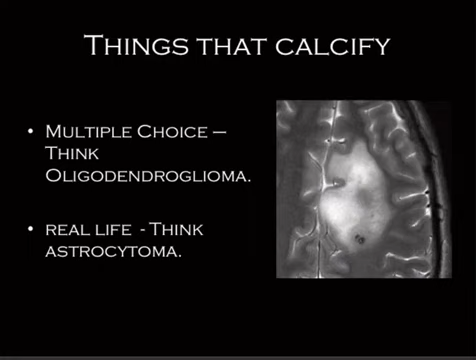 Things that calcify
• Multiple Choice –
Think
Oligodendroglioma.
• real life - Think
astrocytoma.